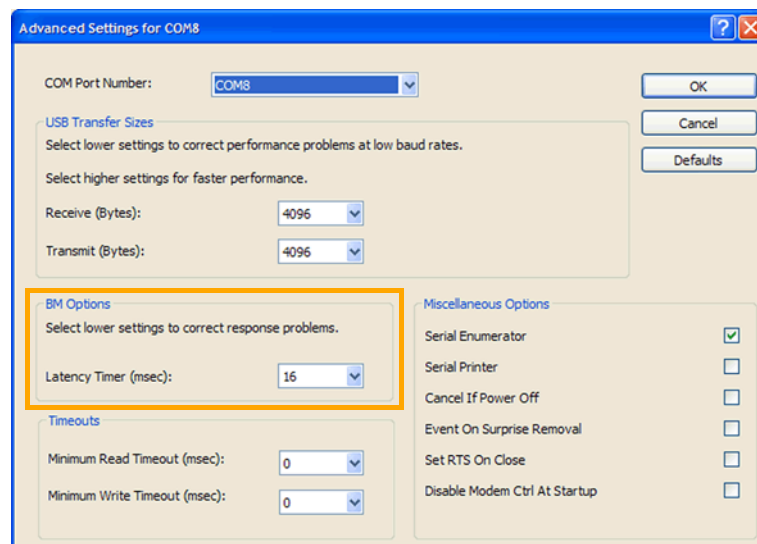 Advanced Settings for COM8
COM Port Number: COM8
OK
USB Transfer Sizes
Cancel
Select lower settings to correct performance problems at low baud rates.
Defaults
Select higher settings for faster performance.
Receive (Bytes): 4096
Transmit (Bytes): 4096
BM Options
Select lower settings to correct response problems.
Latency Timer (msec): 16
Timeouts
Minimum Read Timeout (msec): 0
Minimum Write Timeout (msec): 0
Miscellaneous Options
Serial Enumerator
Serial Printer
Cancel If Power Off
Event On Surprise Removal
Set RTS On Close
Disable Modem Ctrl At Startup